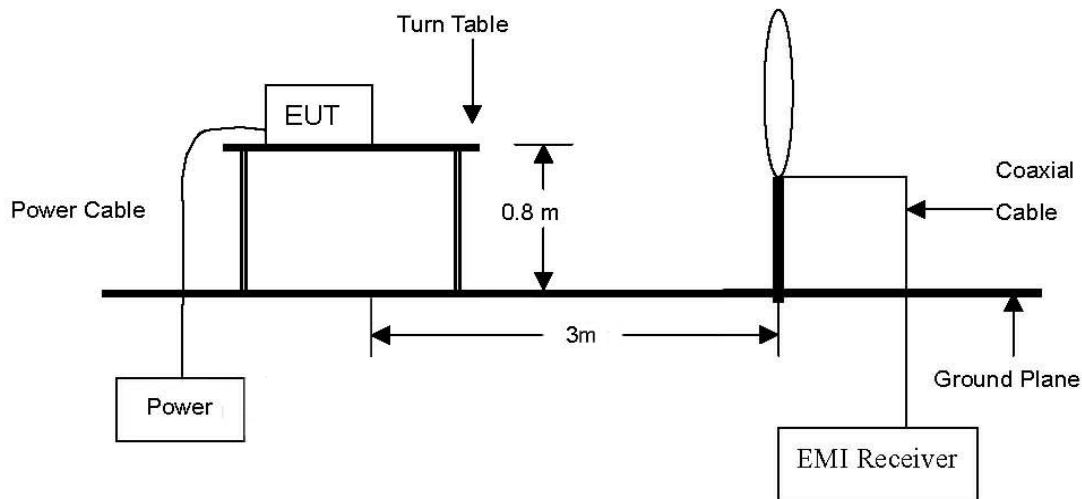 Turn Table
EUT
Coaxial
Cable
Power Cable
0.8 m
3m
Ground Plane
Power
EMI Receiver